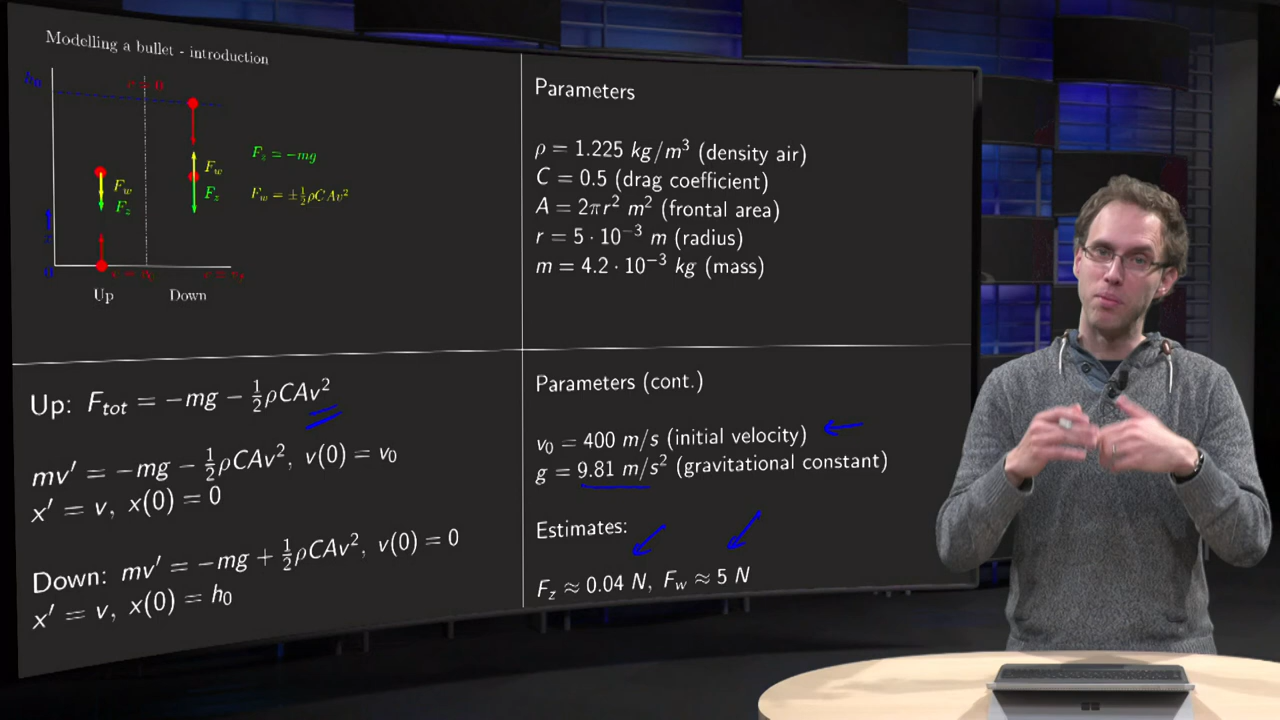 Modelling a bullet - introduction
h₀
F_w
F_z
F_w
F_z
F_z = −mg
F_w = ±½ρCAv²
0
Up
Down
Parameters
ρ = 1.225 kg/m³ (density air)
C = 0.5 (drag coefficient)
A = 2πr² m² (frontal area)
r = 5 · 10⁻³ m (radius)
m = 4.2 · 10⁻³ kg (mass)
Up: F_tot = −mg − ½ρCAv²
mv′ = −mg − ½ρCAv², v(0) = v₀
x′ = v, x(0) = 0
Down: mv′ = −mg + ½ρCAv², v(0) = 0
x′ = v, x(0) = h₀
Parameters (cont.)
v₀ = 400 m/s (initial velocity)
g = 9.81 m/s² (gravitational constant)
Estimates:
F_z ≈ 0.04 N, F_w ≈ 5 N